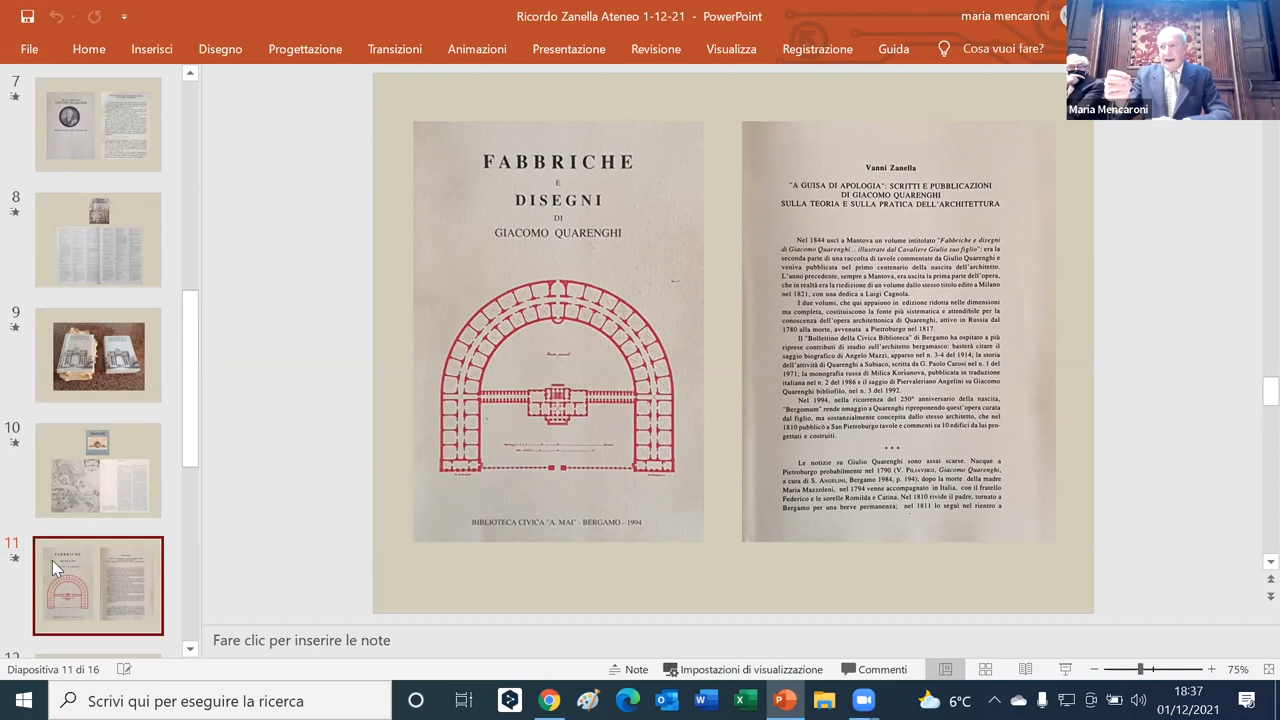 Ricordo Zanella Ateneo 1-12-21 - PowerPoint
maria mencaroni
File Home Inserisci Disegno Progettazione Transizioni Animazioni Presentazione Revisione Visualizza Registrazione Guida Cosa vuoi fare?
Maria Mencaroni
7
8
9
10
11
FABBRICHE
E
DISEGNI
DI
GIACOMO QUARENGHI
BIBLIOTECA CIVICA "A. MAI" - BERGAMO - 1994
Vanni Zanella
"A GUISA DI APOLOGIA": SCRITTI E PUBBLICAZIONI
DI GIACOMO QUARENGHI
SULLA TEORIA E SULLA PRATICA DELL'ARCHITETTURA
Nel 1844 uscì a Mantova un volume intitolato "Fabbriche e disegni
di Giacomo Quarenghi... illustrate dal Cavaliere Giulio suo figlio": era la
seconda parte di una raccolta di tavole commentate da Giulio Quarenghi e
veniva pubblicata nel primo centenario della nascita dell'architetto.
L'anno precedente, sempre a Mantova, era uscita la prima parte dell'opera,
che in realtà era la riedizione di un volume dallo stesso titolo edito a Milano
nel 1821, con una dedica a Luigi Cagnola.
I due volumi, che qui appaiono in edizione ridotta nelle dimensioni
ma completa, costituiscono la fonte più sistematica e attendibile per la
conoscenza dell'opera architettonica di Quarenghi, attivo in Russia dal
1780 alla morte, avvenuta a Pietroburgo nel 1817.
Il "Bollettino della Civica Biblioteca" di Bergamo ha ospitato a più
riprese contributi di studio sull'architetto bergamasco: basterà citare il
saggio biografico di Angelo Mazzi, apparso nel n. 3-4 del 1914; la storia
dell'attività di Quarenghi a Subiaco, scritta da G. Paolo Carosi nel n. 1 del
1971; la monografia russa di Milica Koršunova, pubblicata in traduzione
italiana nel n. 2 del 1986 e il saggio di Piervaleriano Angelini su Giacomo
Quarenghi bibliofilo, nel n. 3 del 1992.
Nel 1994, nella ricorrenza del 250° anniversario della nascita,
"Bergomum" rende omaggio a Quarenghi riproponendo quest'opera curata
dal figlio, ma sostanzialmente concepita dallo stesso architetto, che nel
1810 pubblicò a San Pietroburgo tavole e commenti su 10 edifici da lui pro-
gettati e costruiti.
* * *
Le notizie su Giulio Quarenghi sono assai scarse. Nacque a
Pietroburgo probabilmente nel 1790 (V. PILJAVSKIJ, Giacomo Quarenghi,
a cura di S. ANGELINI, Bergamo 1984, p. 194); dopo la morte della madre
Maria Mazzoleni, nel 1794 venne accompagnato in Italia, con il fratello
Federico e le sorelle Romilda e Catina. Nel 1810 rivide il padre, tornato a
Bergamo per una breve permanenza; nel 1811 lo seguì nel rientro a
Fare clic per inserire le note
Diapositiva 11 di 16 Note Impostazioni di visualizzazione Commenti 75%
Scrivi qui per eseguire la ricerca
6°C
18:37
01/12/2021